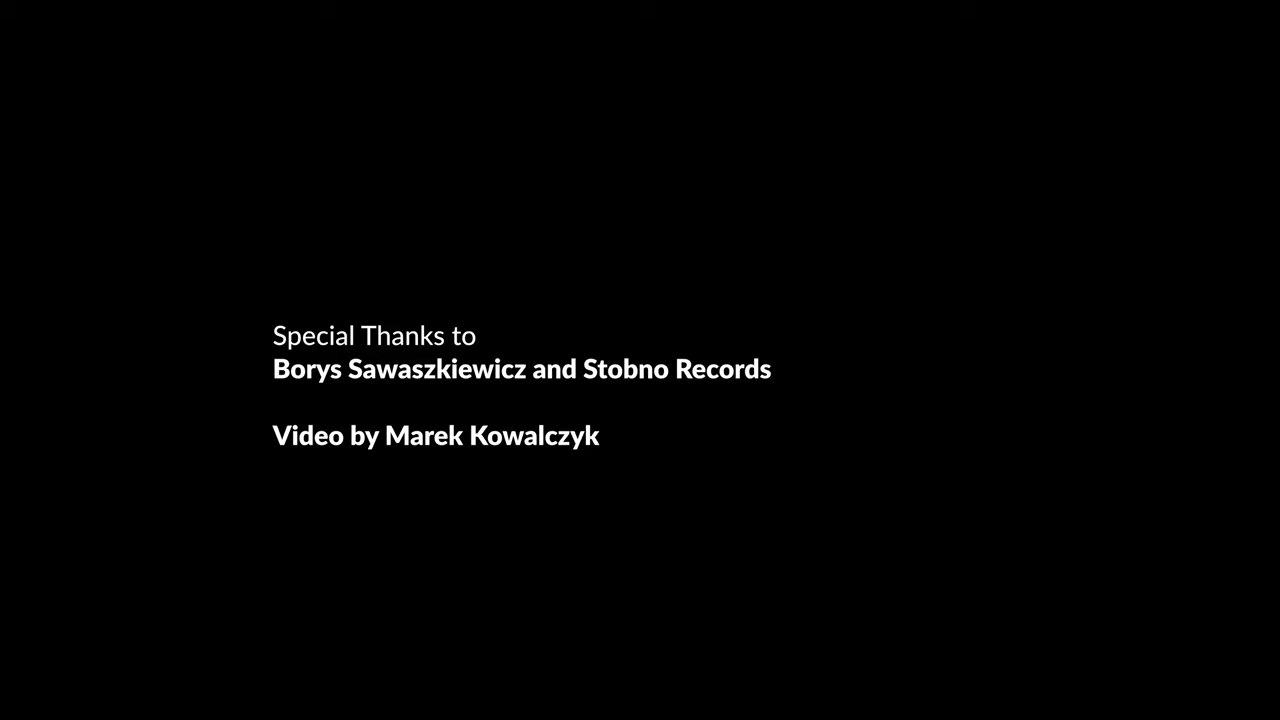 Special Thanks to
Borys Sawaszkiewicz and Stobno Records
Video by Marek Kowalczyk